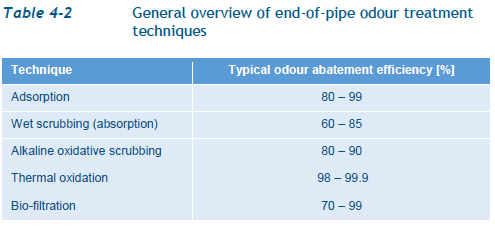 Table 4-2 General overview of end-of-pipe odour treatment
techniques
Technique Typical odour abatement efficiency [%]
Adsorption 80 – 99
Wet scrubbing (absorption) 60 – 85
Alkaline oxidative scrubbing 80 – 90
Thermal oxidation 98 – 99.9
Bio-filtration 70 – 99